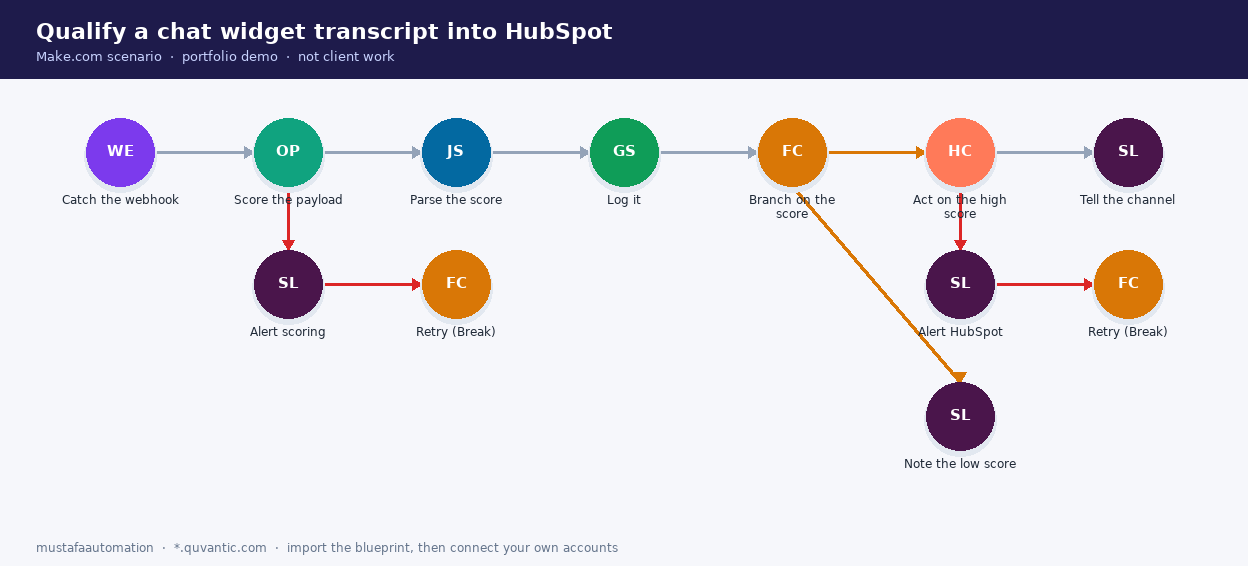 Qualify a chat widget transcript into HubSpot
Make.com scenario · portfolio demo · not client work
WE
OP
JS
GS
FC
HC
SL
Catch the webhook
Score the payload
Parse the score
Log it
Branch on the
score
Act on the high
score
Tell the channel
SL
FC
SL
FC
Alert scoring
Retry (Break)
Alert HubSpot
Retry (Break)
SL
Note the low score
mustafaautomation · *.quvantic.com · import the blueprint, then connect your own accounts